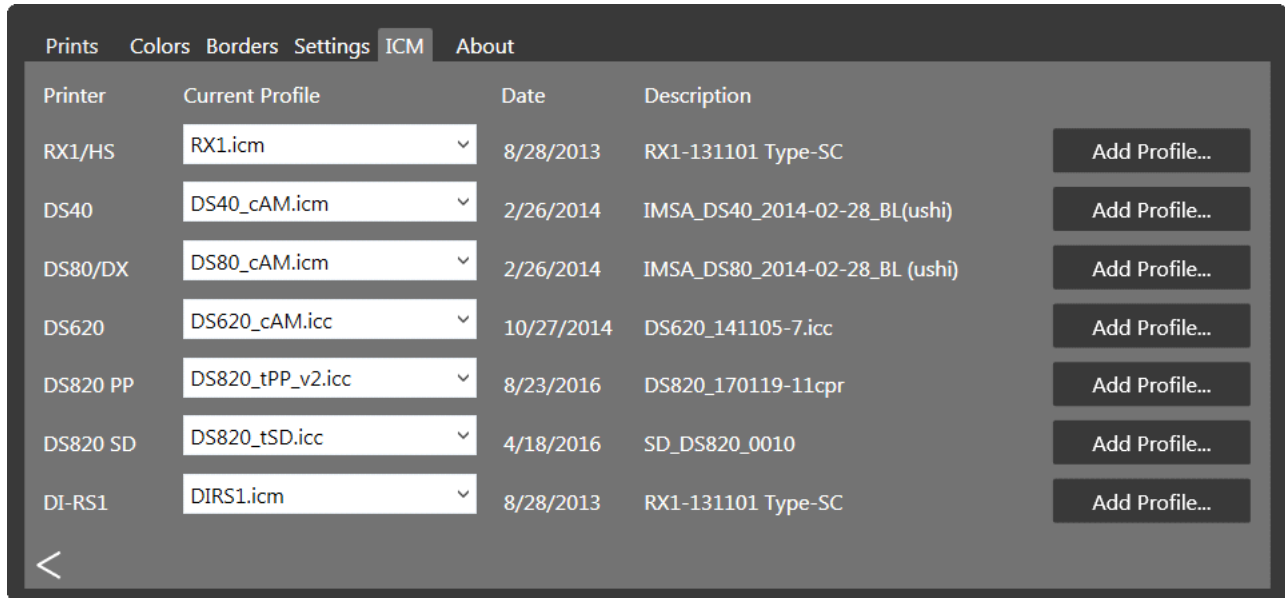 Prints Colors Borders Settings ICM About
Printer Current Profile Date Description
RX1/HS RX1.icm 8/28/2013 RX1-131101 Type-SC Add Profile...
DS40 DS40_cAM.icm 2/26/2014 IMSA_DS40_2014-02-28_BL(ushi) Add Profile...
DS80/DX DS80_cAM.icm 2/26/2014 IMSA_DS80_2014-02-28_BL (ushi) Add Profile...
DS620 DS620_cAM.icc 10/27/2014 DS620_141105-7.icc Add Profile...
DS820 PP DS820_tPP_v2.icc 8/23/2016 DS820_170119-11cpr Add Profile...
DS820 SD DS820_tSD.icc 4/18/2016 SD_DS820_0010 Add Profile...
DI-RS1 DIRS1.icm 8/28/2013 RX1-131101 Type-SC Add Profile...